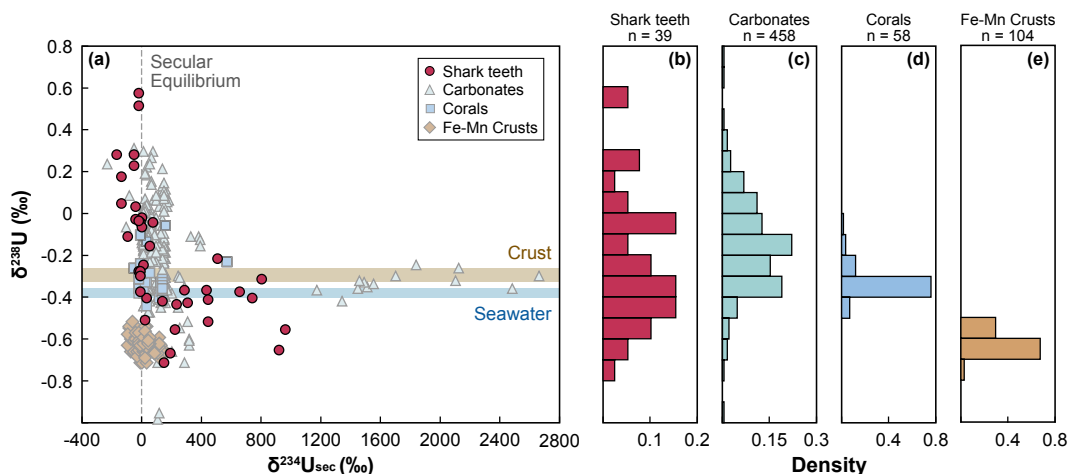 Shark teeth
n = 39
Carbonates
n = 458
Corals
n = 58
Fe-Mn Crusts
n = 104
0.8
0.6
0.4
0.2
0
-0.2
-0.4
-0.6
-0.8
δ²³⁸U (‰)
(a)
Secular
Equilibrium
Shark teeth
Carbonates
Corals
Fe-Mn Crusts
Crust
Seawater
-400
0
400
800
1200
1600
2000
2400
2800
δ²³⁴Usec (‰)
(b)
(c)
(d)
(e)
0
0.1
0.2
0.15
0.3
0
0.4
0.8
0
0.4
0.8
Density